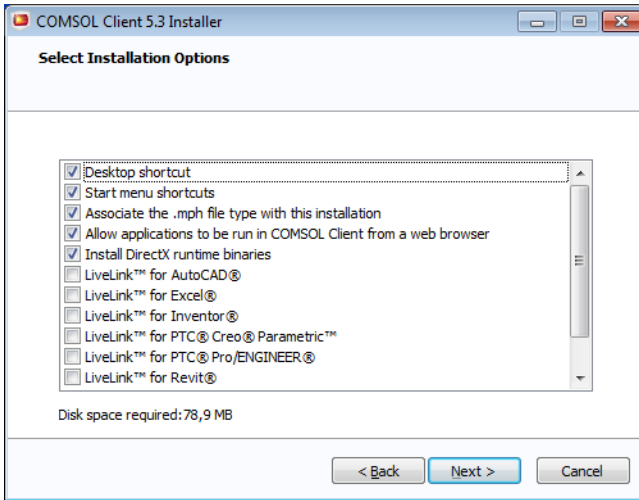 COMSOL Client 5.3 Installer
Select Installation Options
Desktop shortcut
Start menu shortcuts
Associate the .mph file type with this installation
Allow applications to be run in COMSOL Client from a web browser
Install DirectX runtime binaries
LiveLink™ for AutoCAD®
LiveLink™ for Excel®
LiveLink™ for Inventor®
LiveLink™ for PTC® Creo® Parametric™
LiveLink™ for PTC® Pro/ENGINEER®
LiveLink™ for Revit®
Disk space required:78,9 MB
< Back Next > Cancel